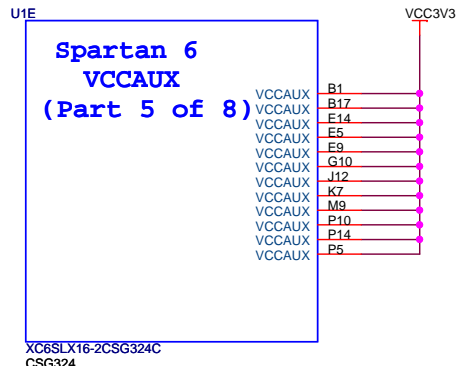 U1E
VCC3V3
Spartan 6
VCCAUX
(Part 5 of 8)
VCCAUX B1
VCCAUX B17
VCCAUX E14
VCCAUX E5
VCCAUX E9
VCCAUX G10
VCCAUX J12
VCCAUX K7
VCCAUX M9
VCCAUX P10
VCCAUX P14
VCCAUX P5
XC6SLX16-2CSG324C
CSG324